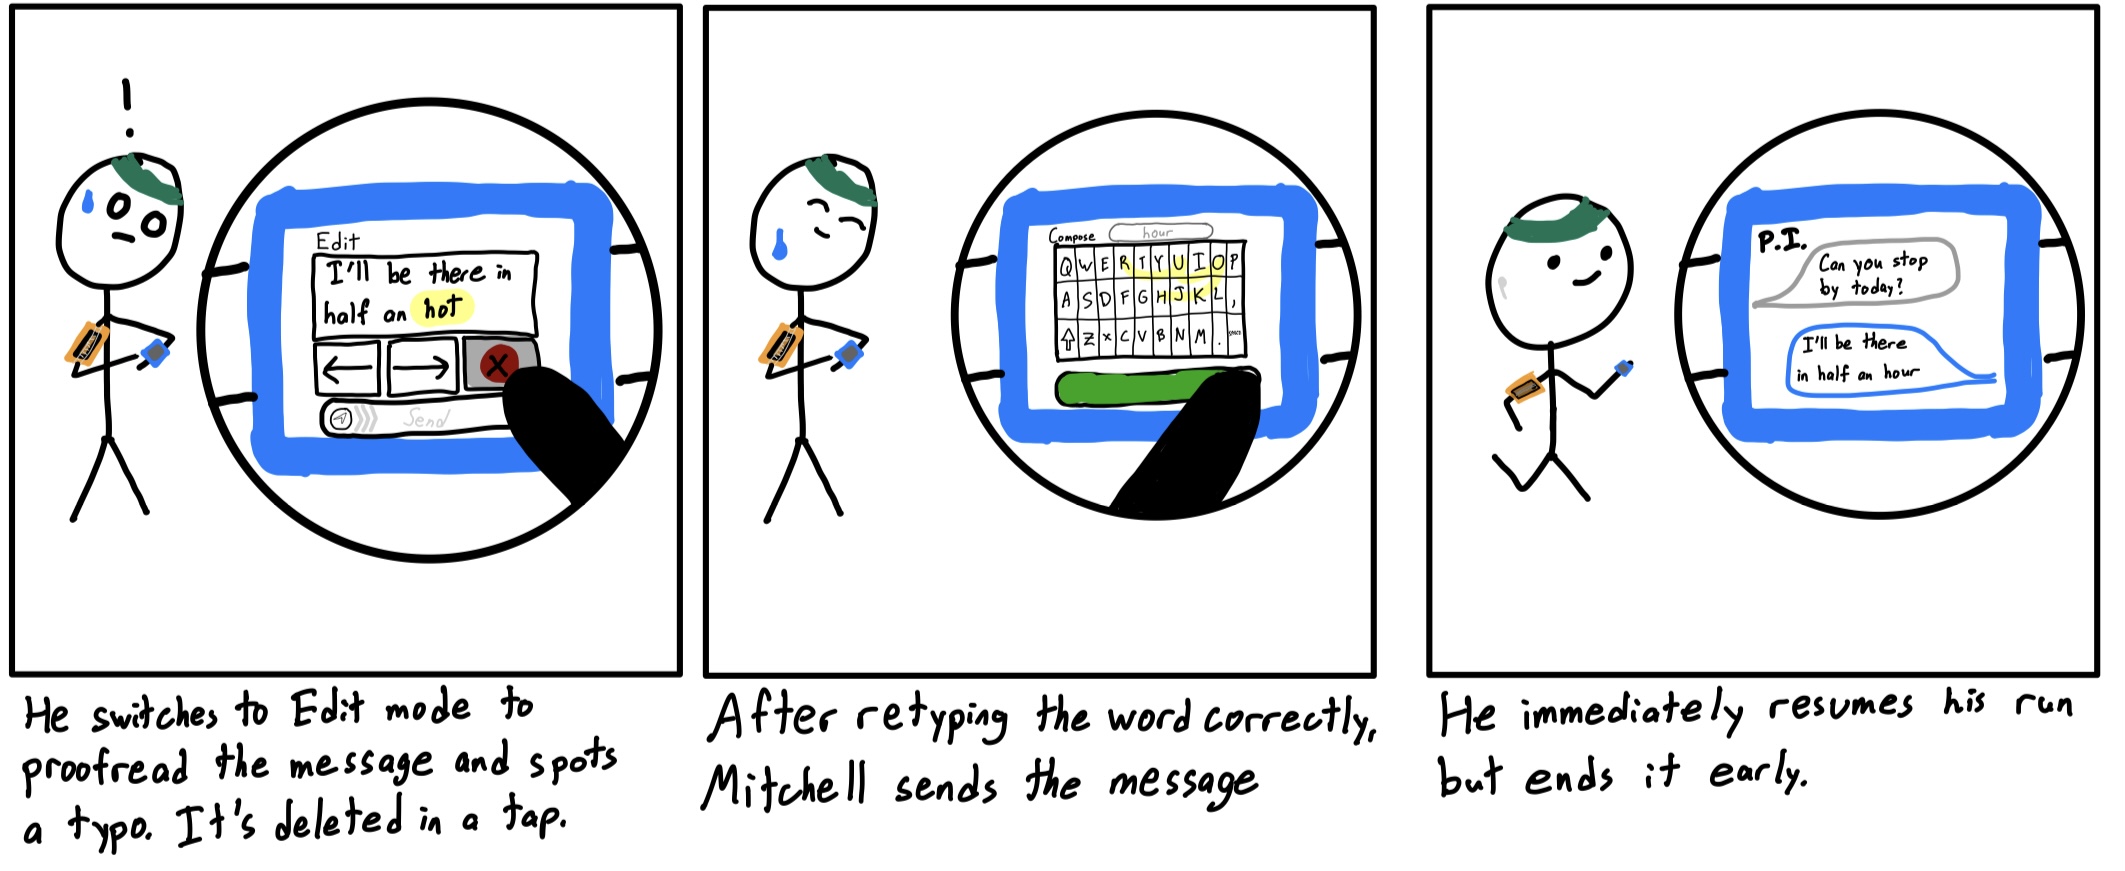 !
Edit
I'll be there in
half an hot
← → X
Send
He switches to Edit mode to
proofread the message and spots
a typo. It's deleted in a tap.
Compose hour
Q W E R T Y U I O P
A S D F G H J K L ,
Z X C V B N M . space
After retyping the word correctly,
Mitchell sends the message
P.I.
Can you stop
by today?
I'll be there
in half an hour
He immediately resumes his run
but ends it early.